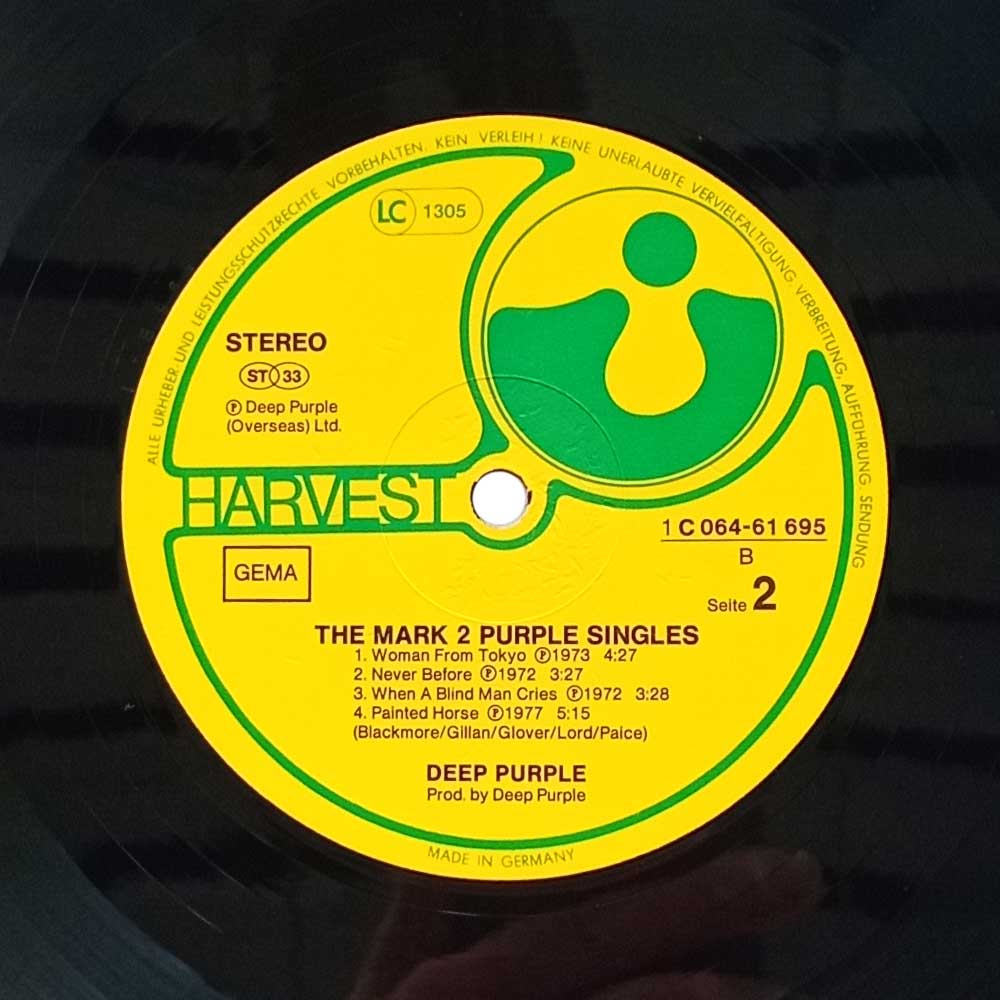 ALLE URHEBER- UND LEISTUNGSSCHUTZRECHTE VORBEHALTEN. KEIN VERLEIH! KEINE UNERLAUBTE VERVIELFÄLTIGUNG, VERBREITUNG, AUFFÜHRUNG, SENDUNG
LC 1305
STEREO
ST 33
℗ Deep Purple
(Overseas) Ltd.
HARVEST
1 C 064-61 695
B
GEMA
Seite 2
THE MARK 2 PURPLE SINGLES
1. Woman From Tokyo ℗1973 4:27
2. Never Before ℗1972 3:27
3. When A Blind Man Cries ℗1972 3:28
4. Painted Horse ℗1977 5:15
(Blackmore/Gillan/Glover/Lord/Paice)
DEEP PURPLE
Prod. by Deep Purple
MADE IN GERMANY